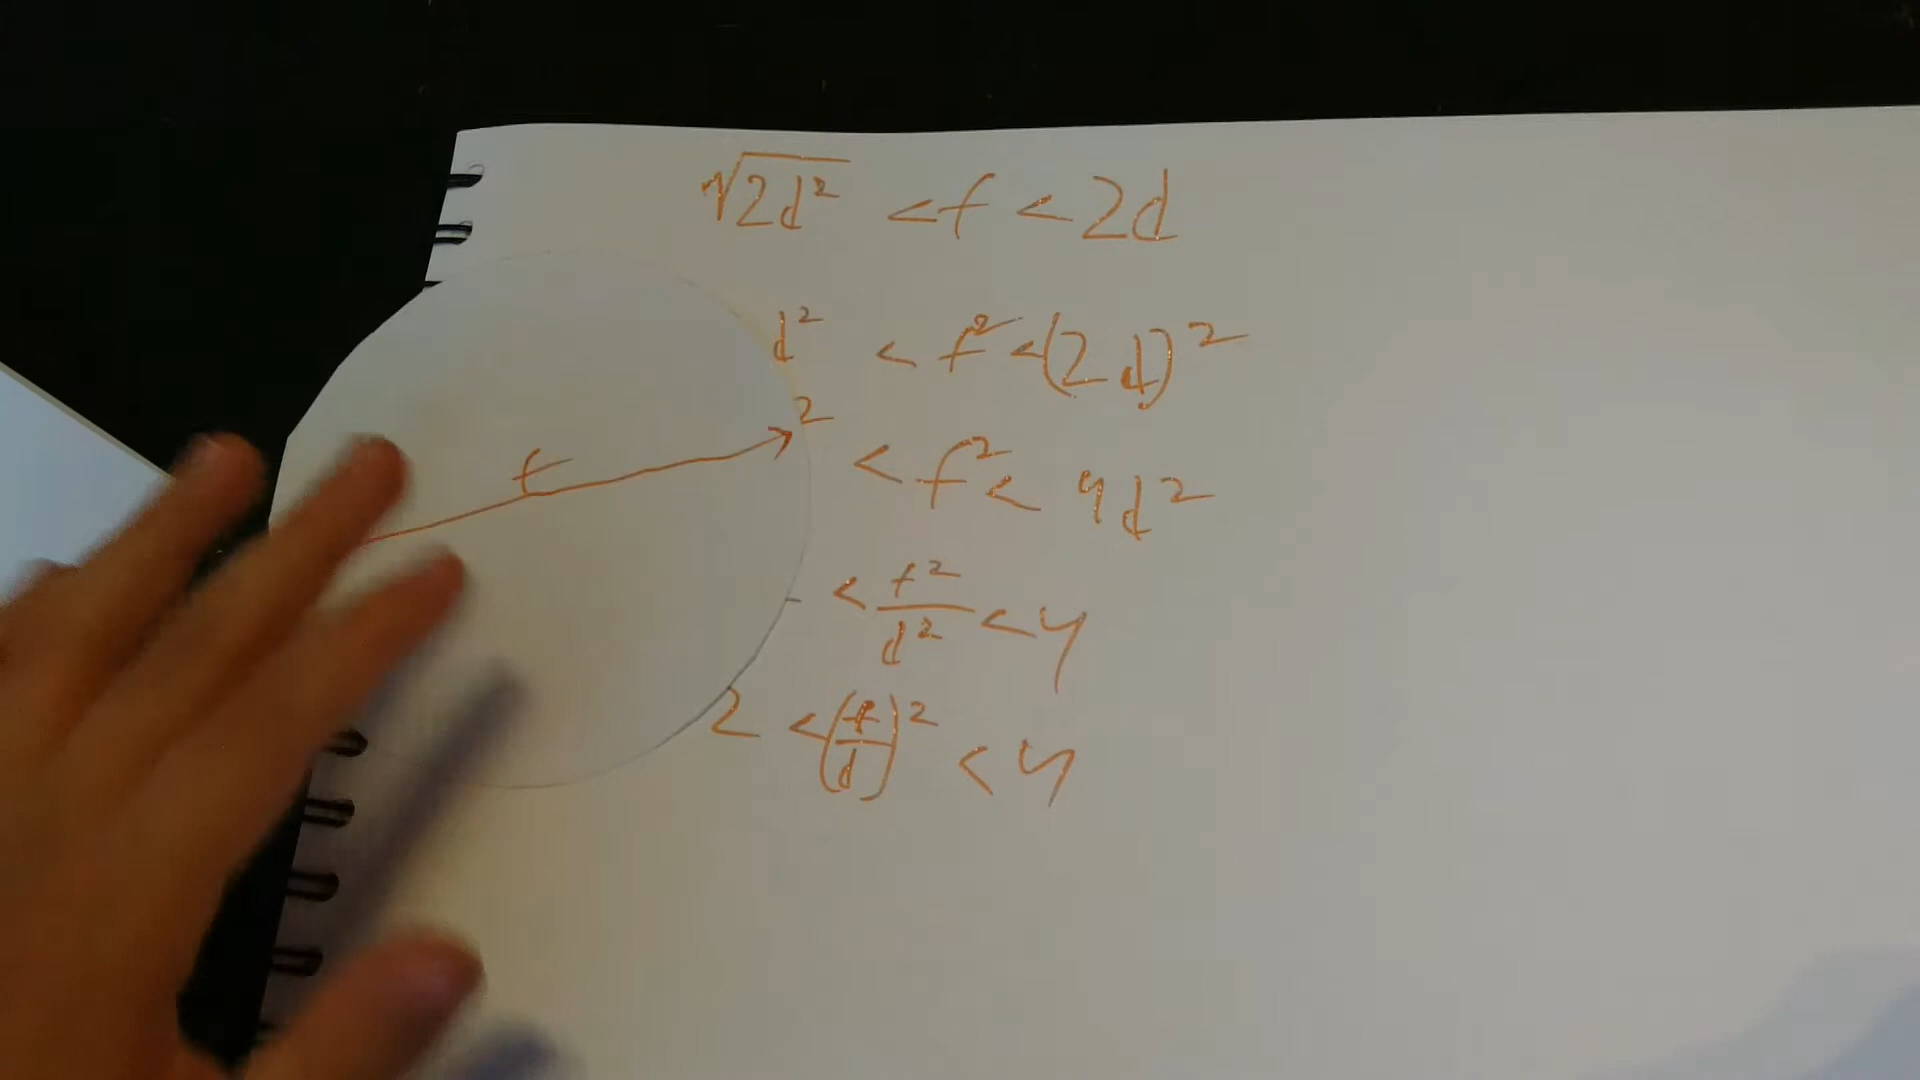 √2d² < f < 2d
d² < f² < (2d)²
² < f² < 4d²
f
< f²/d² < 4
2 < (f/d)² < 4